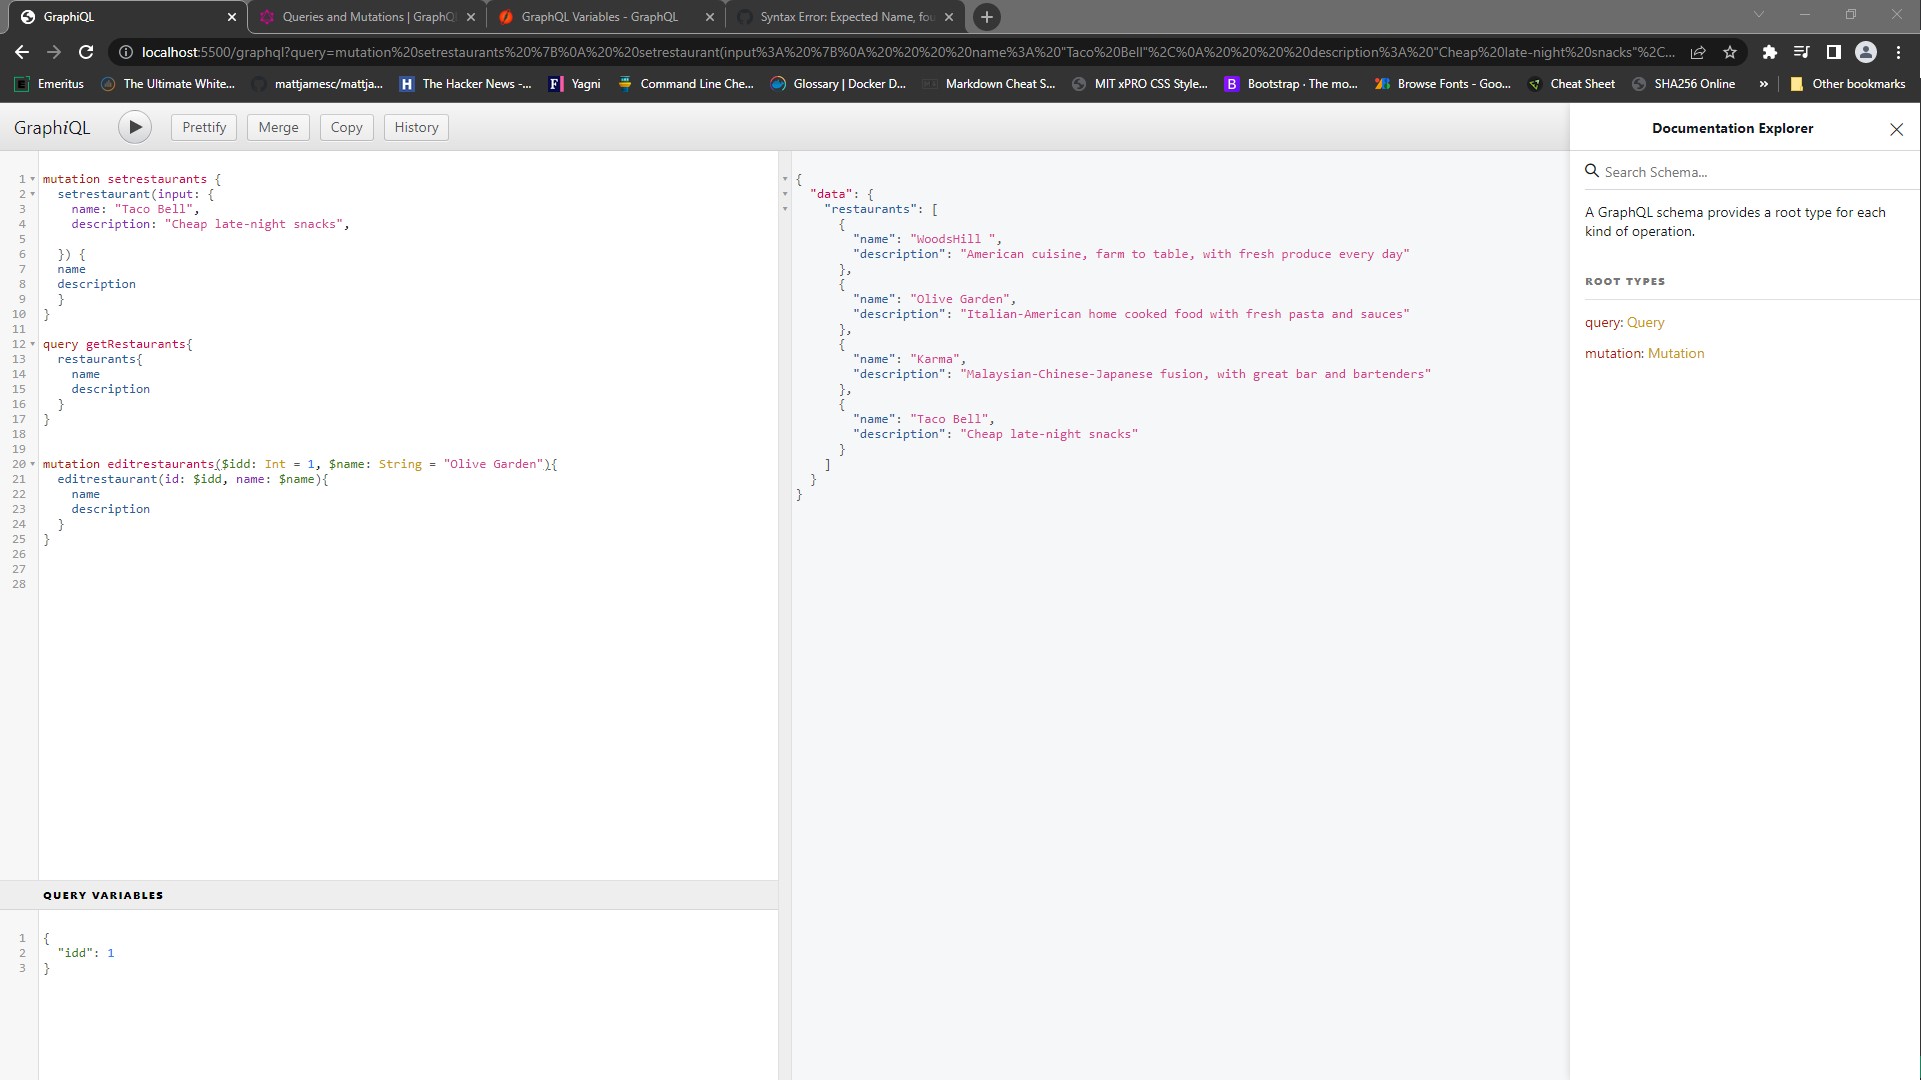 GraphiQL
Queries and Mutations | GraphQ
GraphQL Variables - GraphQL
Syntax Error: Expected Name, fou
localhost:5500/graphql?query=mutation%20setrestaurants%20%7B%0A%20%20setrestaurant(input%3A%20%7B%0A%20%20%20%20name%3A%20"Taco%20Bell"%2C%0A%20%20%20%20description%3A%20"Cheap%20late-night%20snacks"%2C...
Emeritus
The Ultimate White...
mattjamesc/mattja...
The Hacker News -...
Yagni
Command Line Che...
Glossary | Docker D...
Markdown Cheat S...
MIT xPRO CSS Style...
Bootstrap · The mo...
Browse Fonts - Goo...
Cheat Sheet
SHA256 Online
»
Other bookmarks
GraphiQL
Prettify
Merge
Copy
History
1 mutation setrestaurants {
2 setrestaurant(input: {
3 name: "Taco Bell",
4 description: "Cheap late-night snacks",
5
6 }) {
7 name
8 description
9 }
10 }
11
12 query getRestaurants{
13 restaurants{
14 name
15 description
16 }
17 }
18
19
20 mutation editrestaurants($idd: Int = 1, $name: String = "Olive Garden"){
21 editrestaurant(id: $idd, name: $name){
22 name
23 description
24 }
25 }
26
27
28
QUERY VARIABLES
1 {
2 "idd": 1
3 }
{
"data": {
"restaurants": [
{
"name": "WoodsHill ",
"description": "American cuisine, farm to table, with fresh produce every day"
},
{
"name": "Olive Garden",
"description": "Italian-American home cooked food with fresh pasta and sauces"
},
{
"name": "Karma",
"description": "Malaysian-Chinese-Japanese fusion, with great bar and bartenders"
},
{
"name": "Taco Bell",
"description": "Cheap late-night snacks"
}
]
}
}
Documentation Explorer
Search Schema...
A GraphQL schema provides a root type for each
kind of operation.
ROOT TYPES
query: Query
mutation: Mutation